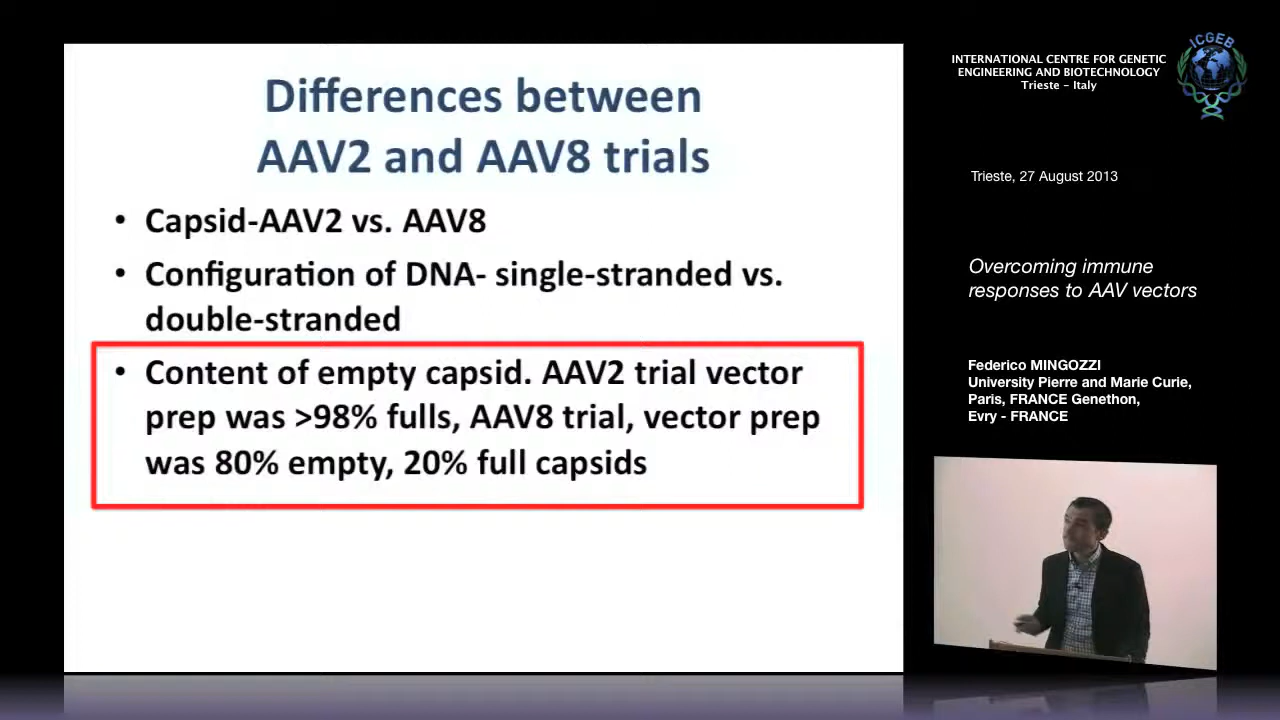 Differences between
AAV2 and AAV8 trials
• Capsid-AAV2 vs. AAV8
• Configuration of DNA- single-stranded vs.
double-stranded
• Content of empty capsid. AAV2 trial vector
prep was >98% fulls, AAV8 trial, vector prep
was 80% empty, 20% full capsids
INTERNATIONAL CENTRE FOR GENETIC
ENGINEERING AND BIOTECHNOLOGY
Trieste - Italy
ICGEB
Trieste, 27 August 2013
Overcoming immune
responses to AAV vectors
Federico MINGOZZI
University Pierre and Marie Curie,
Paris, FRANCE Genethon,
Evry - FRANCE